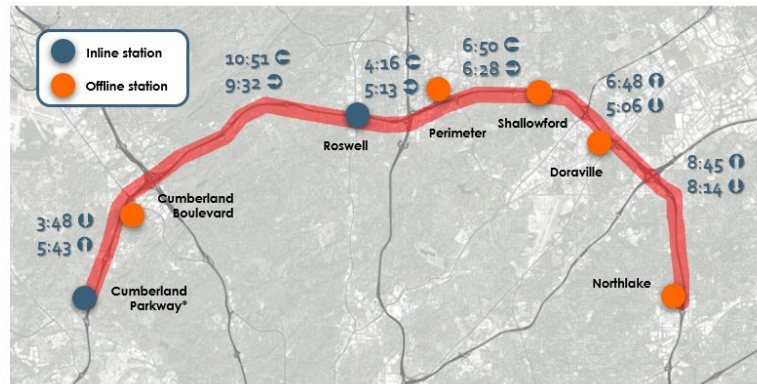 Inline station
Offline station
10:51
9:32
4:16
5:13
6:50
6:28
6:48
5:06
8:45
8:14
3:48
5:43
Roswell
Perimeter
Shallowford
Doraville
Cumberland
Boulevard
Cumberland
Parkway*
Northlake